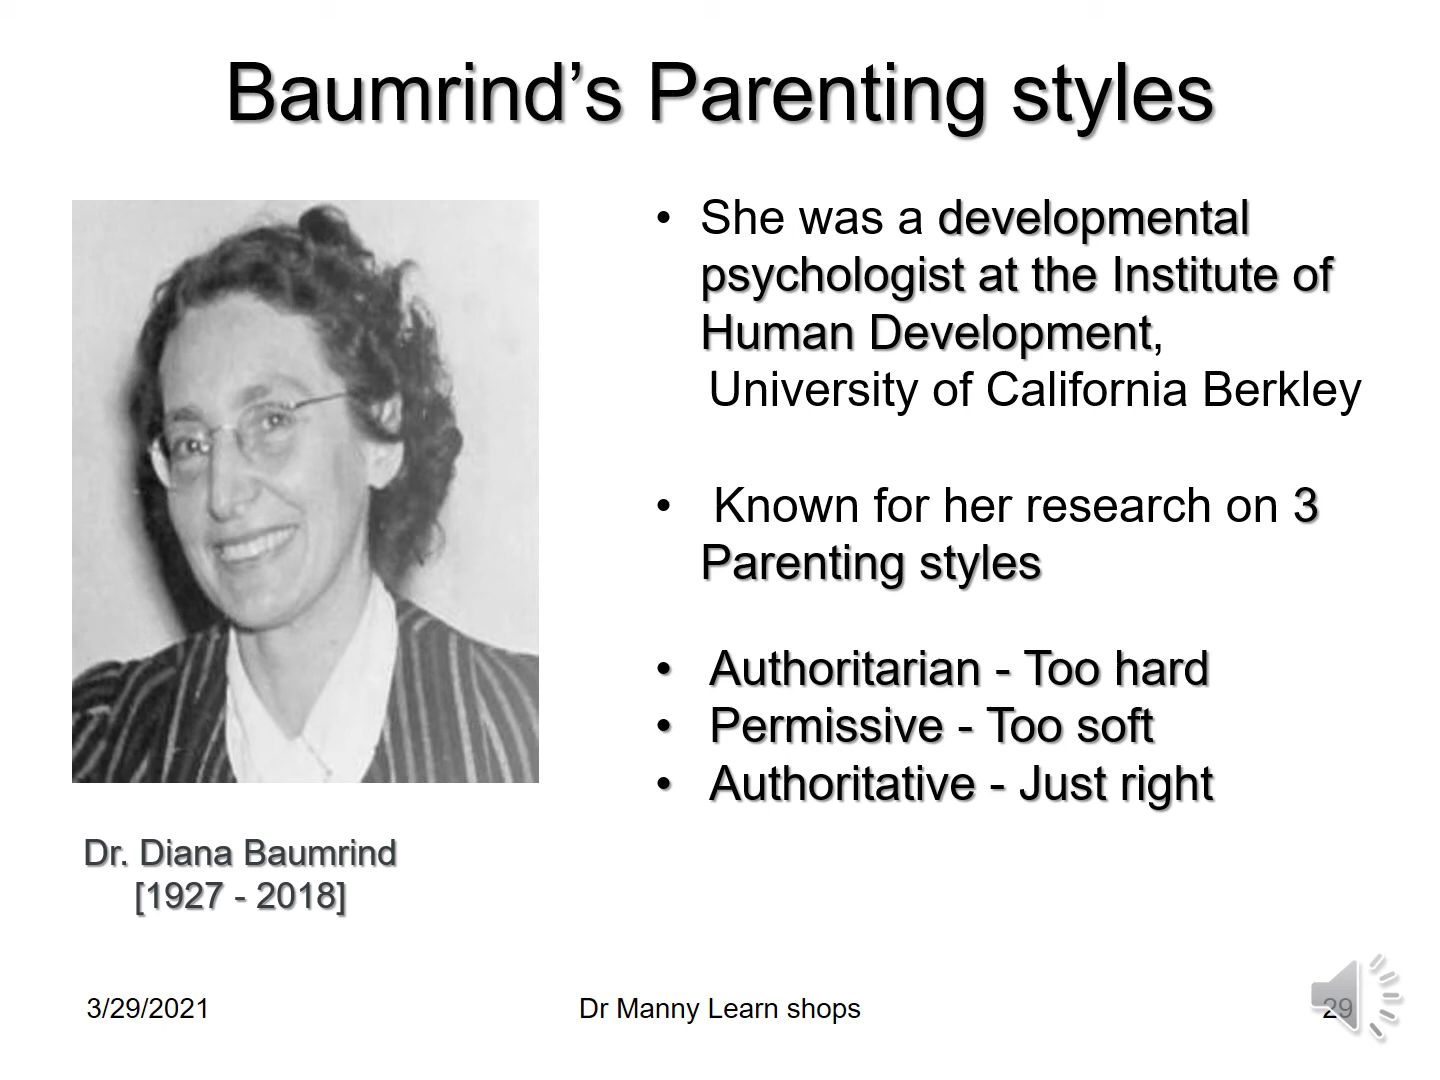 Baumrind’s Parenting styles
• She was a developmental
psychologist at the Institute of
Human Development,
University of California Berkley
• Known for her research on 3
Parenting styles
• Authoritarian - Too hard
• Permissive - Too soft
• Authoritative - Just right
Dr. Diana Baumrind
[1927 - 2018]
3/29/2021
Dr Manny Learn shops
29